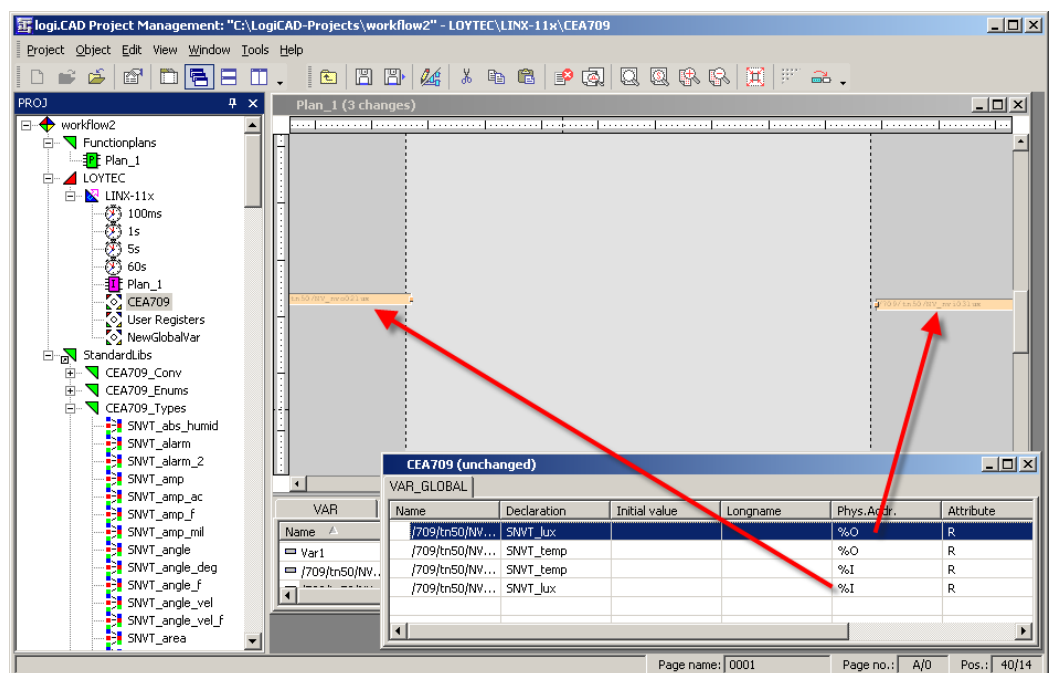 logi.CAD Project Management: "C:\LogiCAD-Projects\workflow2" - LOYTEC\LINX-11x\CEA709
Project Object Edit View Window Tools Help
PROJ
workflow2
Functionplans
Plan_1
LOYTEC
LINX-11x
100ms
1s
5s
60s
Plan_1
CEA709
User Registers
NewGlobalVar
StandardLibs
CEA709_Conv
CEA709_Enums
CEA709_Types
SNVT_abs_humid
SNVT_alarm
SNVT_alarm_2
SNVT_amp
SNVT_amp_ac
SNVT_amp_f
SNVT_amp_mil
SNVT_angle
SNVT_angle_deg
SNVT_angle_f
SNVT_angle_vel
SNVT_angle_vel_f
SNVT_area
Plan_1 (3 changes)
VAR
Name
Var1
/709/tn50/NV...
CEA709 (unchanged)
VAR_GLOBAL
Name Declaration Initial value Longname Phys.Addr. Attribute
/709/tn50/NV... SNVT_lux %O R
/709/tn50/NV... SNVT_temp %O R
/709/tn50/NV... SNVT_temp %I R
/709/tn50/NV... SNVT_lux %I R
Page name: 0001 Page no.: A/0 Pos.: 40/14